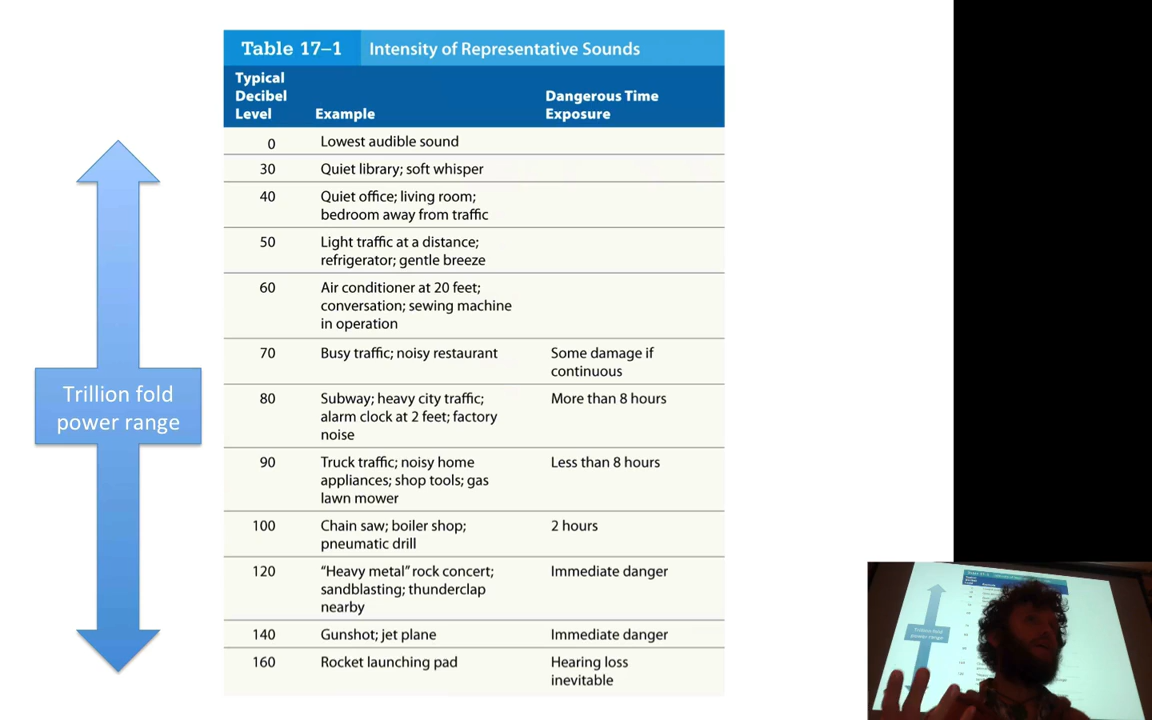 Table 17–1 Intensity of Representative Sounds
Typical
Decibel
Level
Example
Dangerous Time
Exposure
0 Lowest audible sound
30 Quiet library; soft whisper
40 Quiet office; living room;
bedroom away from traffic
50 Light traffic at a distance;
refrigerator; gentle breeze
60 Air conditioner at 20 feet;
conversation; sewing machine
in operation
70 Busy traffic; noisy restaurant Some damage if
continuous
80 Subway; heavy city traffic; More than 8 hours
alarm clock at 2 feet; factory
noise
90 Truck traffic; noisy home Less than 8 hours
appliances; shop tools; gas
lawn mower
100 Chain saw; boiler shop; 2 hours
pneumatic drill
120 “Heavy metal” rock concert; Immediate danger
sandblasting; thunderclap
nearby
140 Gunshot; jet plane Immediate danger
160 Rocket launching pad Hearing loss
inevitable
Trillion fold
power range
Trillion fold
power range